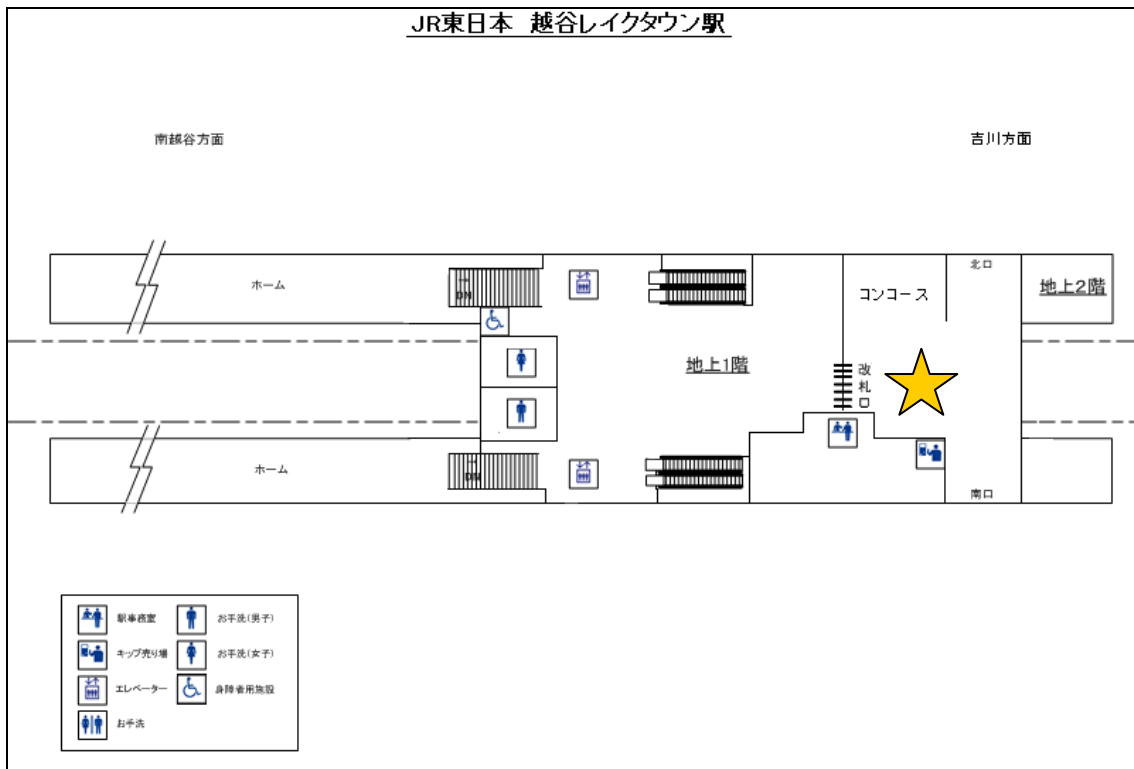 JR東日本 越谷レイクタウン駅
南越谷方面
吉川方面
北口
ホーム
DN
コンコース
地上2階
地上1階
改札口
ホーム
DN
南口
駅事務室
お手洗(男子)
キップ売り場
お手洗(女子)
エレベーター
身障者用施設
お手洗